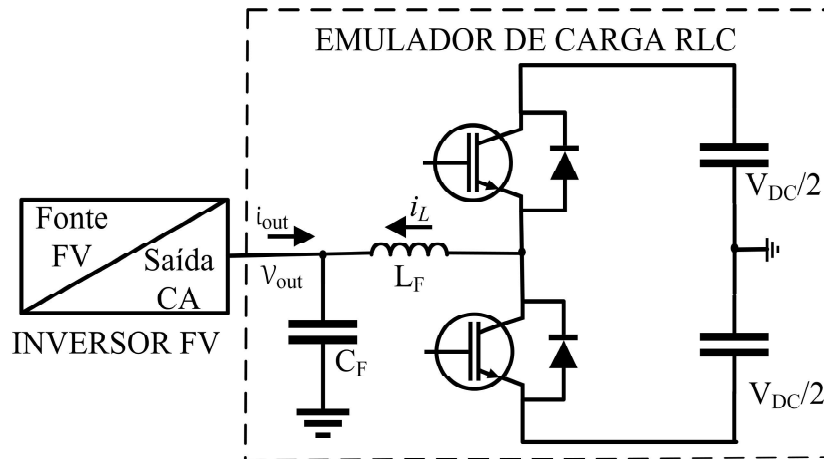 EMULADOR DE CARGA RLC
Fonte
FV
Saída
CA
INVERSOR FV
i_out
V_out
i_L
L_F
C_F
V_DC/2
V_DC/2